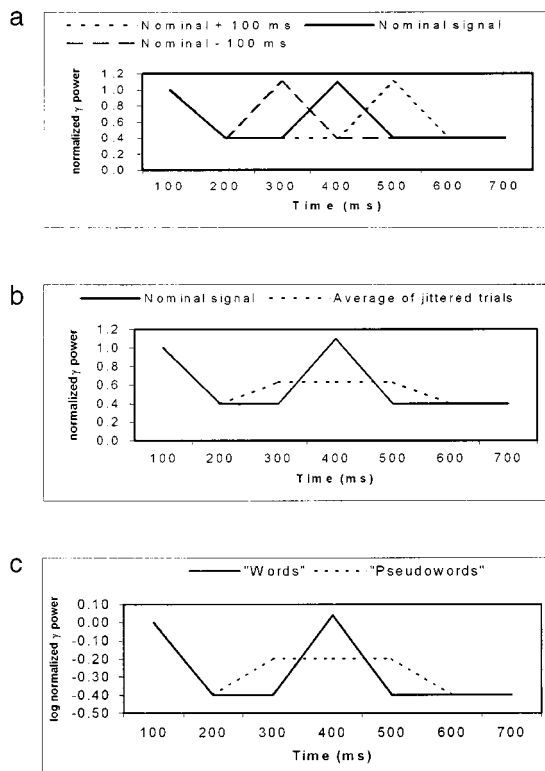 a
Nominal + 100 ms Nominal signal
Nominal - 100 ms
normalized γ power
1.2
1.0
0.8
0.6
0.4
0.2
0.0
100 200 300 400 500 600 700
Time (ms)
b
Nominal signal Average of jittered trials
normalized γ power
1.2
1.0
0.8
0.6
0.4
0.2
0.0
100 200 300 400 500 600 700
Time (ms)
c
"Words" "Pseudowords"
log normalized γ power
0.10
0.00
-0.10
-0.20
-0.30
-0.40
-0.50
100 200 300 400 500 600 700
Time (ms)